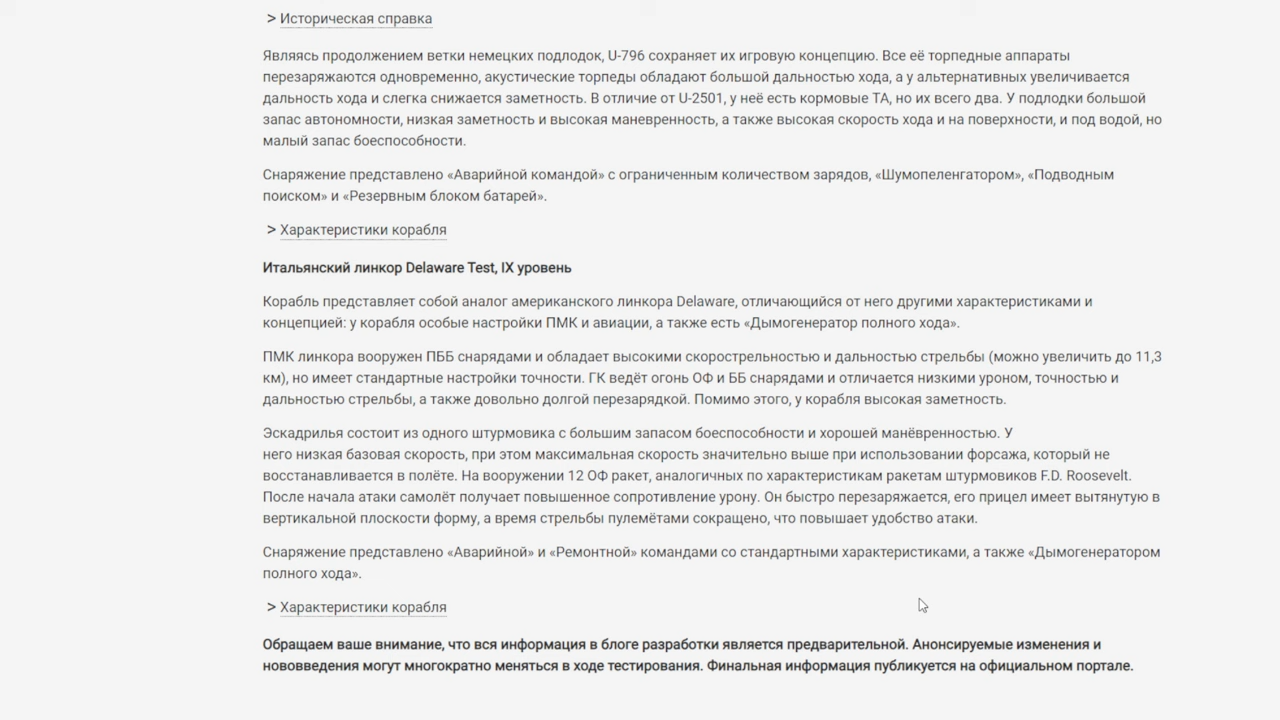 > Историческая справка
Являясь продолжением ветки немецких подлодок, U-796 сохраняет их игровую концепцию. Все её торпедные аппараты
перезаряжаются одновременно, акустические торпеды обладают большой дальностью хода, а у альтернативных увеличивается
дальность хода и слегка снижается заметность. В отличие от U-2501, у неё есть кормовые ТА, но их всего два. У подлодки большой
запас автономности, низкая заметность и высокая маневренность, а также высокая скорость хода и на поверхности, и под водой, но
малый запас боеспособности.
Снаряжение представлено «Аварийной командой» с ограниченным количеством зарядов, «Шумопеленгатором», «Подводным
поиском» и «Резервным блоком батарей».
> Характеристики корабля
Итальянский линкор Delaware Test, IX уровень
Корабль представляет собой аналог американского линкора Delaware, отличающийся от него другими характеристиками и
концепцией: у корабля особые настройки ПМК и авиации, а также есть «Дымогенератор полного хода».
ПМК линкора вооружен ПББ снарядами и обладает высокими скорострельностью и дальностью стрельбы (можно увеличить до 11,3
км), но имеет стандартные настройки точности. ГК ведёт огонь ОФ и ББ снарядами и отличается низкими уроном, точностью и
дальностью стрельбы, а также довольно долгой перезарядкой. Помимо этого, у корабля высокая заметность.
Эскадрилья состоит из одного штурмовика с большим запасом боеспособности и хорошей манёвренностью. У
него низкая базовая скорость, при этом максимальная скорость значительно выше при использовании форсажа, который не
восстанавливается в полёте. На вооружении 12 ОФ ракет, аналогичных по характеристикам ракетам штурмовиков F.D. Roosevelt.
После начала атаки самолёт получает повышенное сопротивление урону. Он быстро перезаряжается, его прицел имеет вытянутую в
вертикальной плоскости форму, а время стрельбы пулемётами сокращено, что повышает удобство атаки.
Снаряжение представлено «Аварийной» и «Ремонтной» командами со стандартными характеристиками, а также «Дымогенератором
полного хода».
> Характеристики корабля
Обращаем ваше внимание, что вся информация в блоге разработки является предварительной. Анонсируемые изменения и
нововведения могут многократно меняться в ходе тестирования. Финальная информация публикуется на официальном портале.